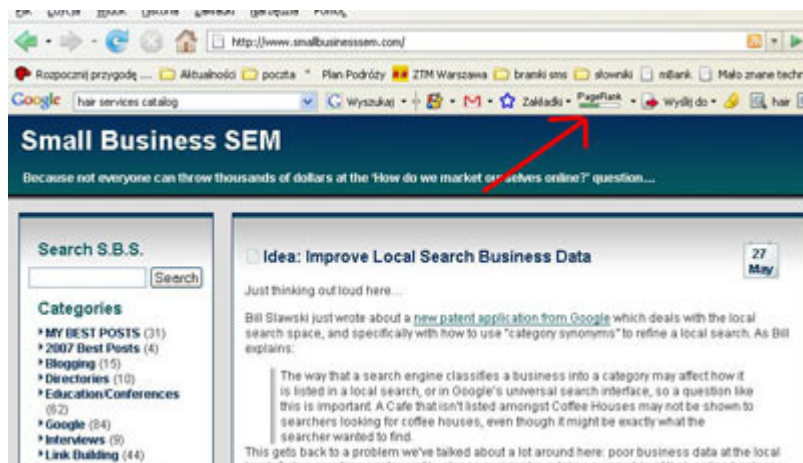 http://www.smallbusinesssem.com/
Rozpocznij przygodę .... Aktualności poczta Plan Podróży ZTM Warszawa bramki sms słowniki mBank Mało znane techn
Google hair services catalog Wyszukaj Zakładki PageRank Wyślij do hair
Small Business SEM
Because not everyone can throw thousands of dollars at the 'How do we market ourselves online?' question....
Search S.B.S.
Search
Categories
MY BEST POSTS (31)
2007 Best Posts (4)
Blogging (15)
Directories (10)
Education/Conferences
(62)
Google (84)
Interviews (9)
Link Building (44)
Idea: Improve Local Search Business Data
27
May
Just thinking out loud here....
Bill Slawski just wrote about a new patent application from Google which deals with the local
search space, and specifically with how to use "category synonyms" to refine a local search. As Bill
explains:
The way that a search engine classifies a business into a category may affect how it
is listed in a local search, or in Google's universal search interface, so a question like
this is important. A Cafe that isn't listed amongst Coffee Houses may not be shown to
searchers looking for coffee houses, even though it might be exactly what the
searcher wanted to find.
This gets back to a problem we've talked about a lot around here: poor business data at the local